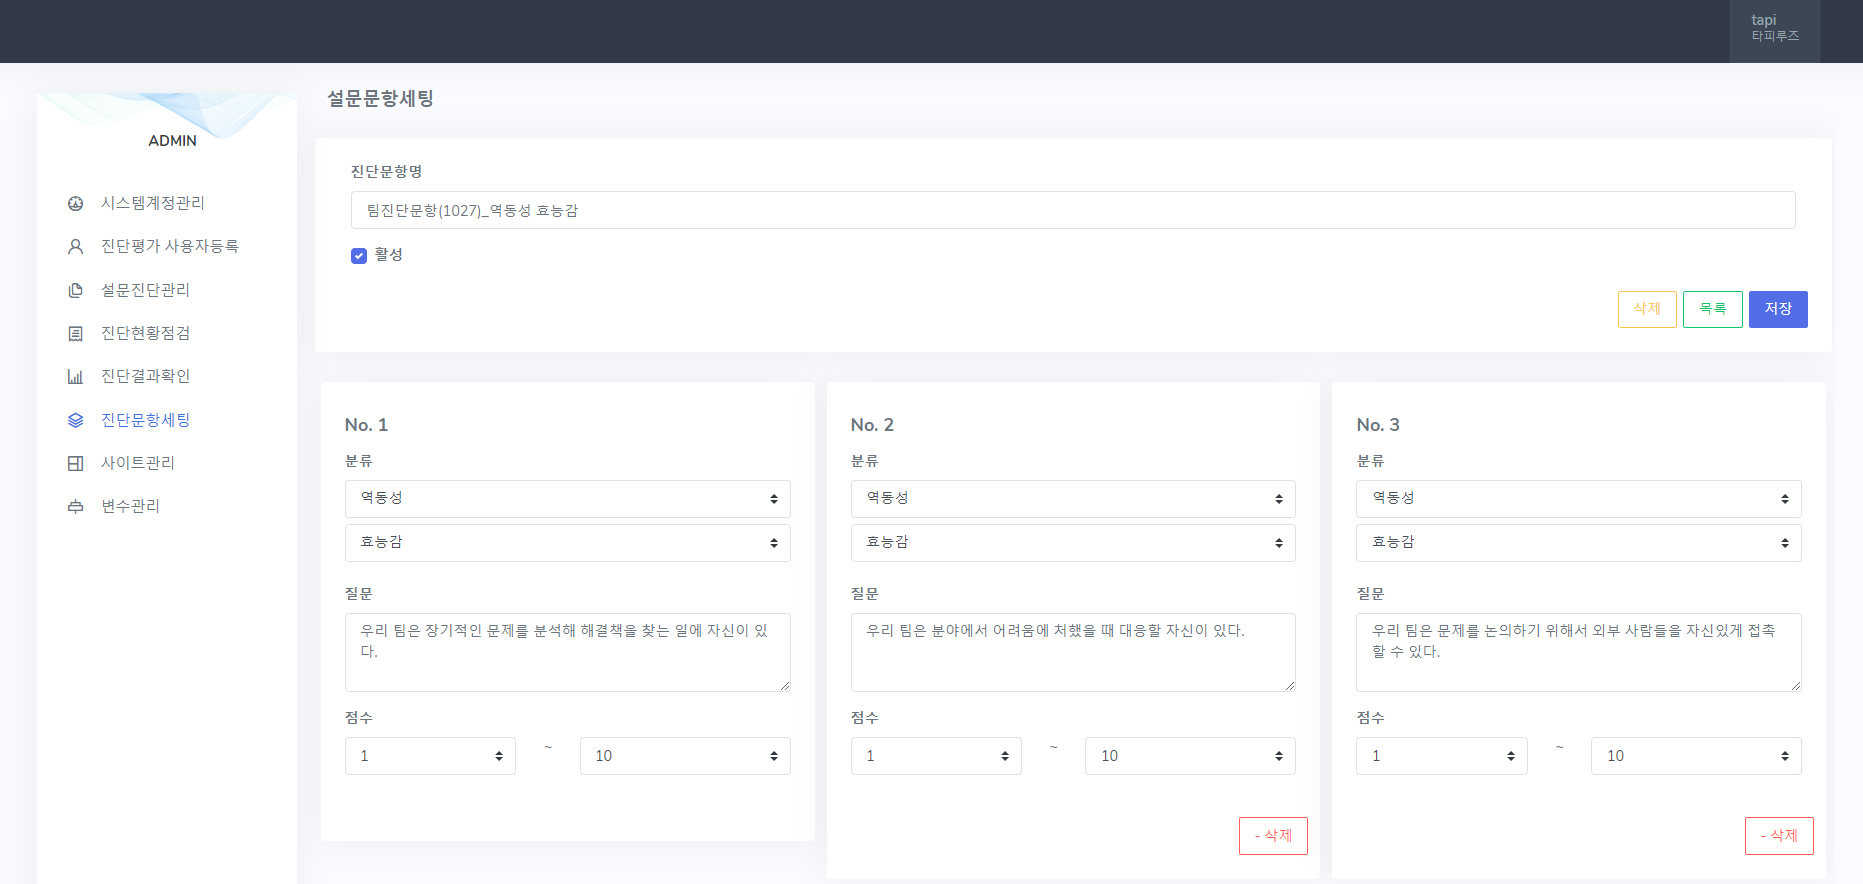 tapi
타피루즈
ADMIN
시스템계정관리
진단평가 사용자등록
설문진단관리
진단현황점검
진단결과확인
진단문항세팅
사이트관리
변수관리
설문문항세팅
진단문항명
팀진단문항(1027)_역동성 효능감
활성
삭제
목록
저장
No. 1
분류
역동성
효능감
질문
우리 팀은 장기적인 문제를 분석해 해결책을 찾는 일에 자신이 있
다.
점수
1
~
10
No. 2
분류
역동성
효능감
질문
우리 팀은 분야에서 어려움에 처했을 때 대응할 자신이 있다.
점수
1
~
10
- 삭제
No. 3
분류
역동성
효능감
질문
우리 팀은 문제를 논의하기 위해서 외부 사람들을 자신있게 접촉
할 수 있다.
점수
1
~
10
- 삭제